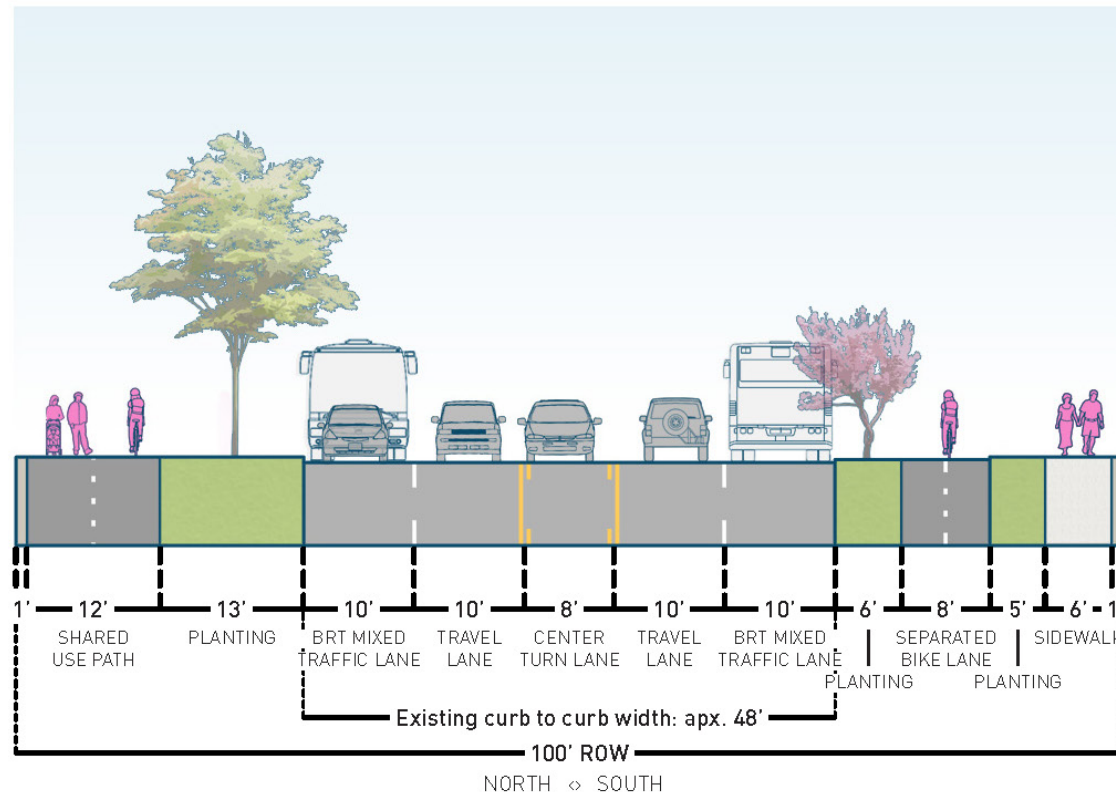 1' 12' 13' 10' 10' 8' 10' 10' 6' 8' 5' 6' 1
SHARED USE PATH
PLANTING
BRT MIXED TRAFFIC LANE
TRAVEL LANE
CENTER TURN LANE
TRAVEL LANE
BRT MIXED TRAFFIC LANE
PLANTING
SEPARATED BIKE LANE
PLANTING
SIDEWALK
Existing curb to curb width: apx. 48'
100' ROW
NORTH <> SOUTH